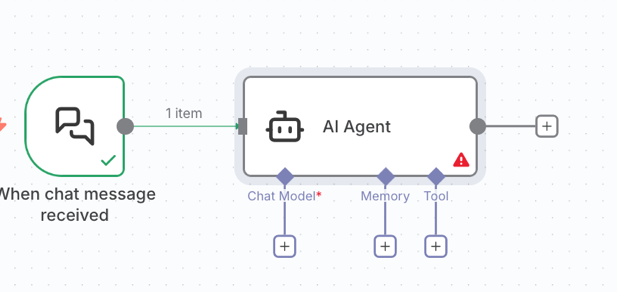 1 item
AI Agent
Chat Model*
Memory
Tool
When chat message
received